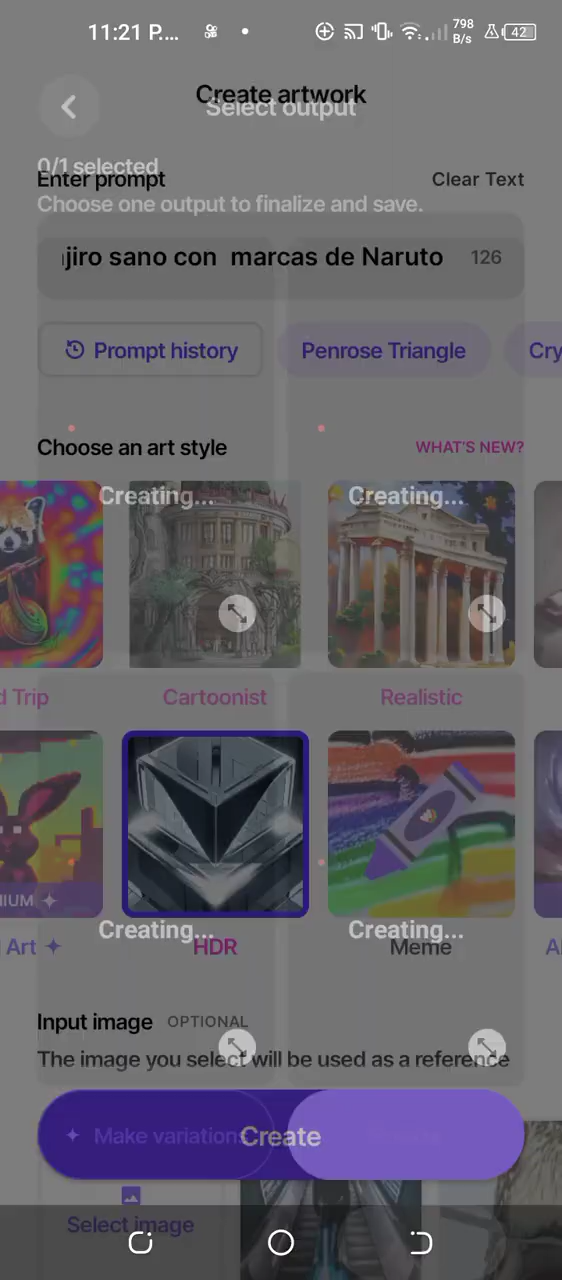 11:21 P.... 798 B/s 42
Create artwork
Select output
0/1 selected
Enter prompt Clear Text
Choose one output to finalize and save.
jiro sano con marcas de Naruto 126
Prompt history Penrose Triangle Cry
Choose an art style WHAT'S NEW?
Creating... Creating...
d Trip Cartoonist Realistic
IUM
Creating... Creating...
Art HDR Meme
Input image OPTIONAL
The image you select will be used as a reference
Make variations Create
Select image